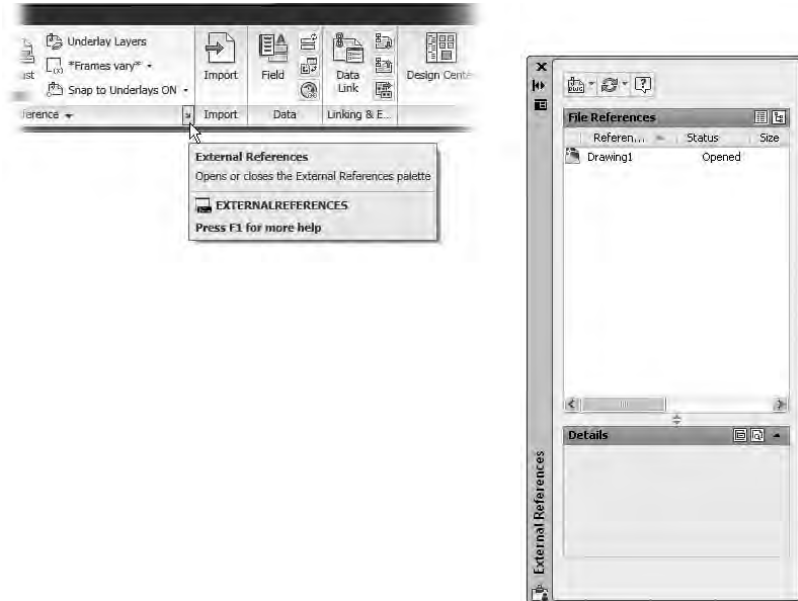 Underlay Layers
*Frames vary*
Snap to Underlays ON
Import
Field
Data
Link
Design
Import
Data
Linking & E...
External References
Opens or closes the External References palette
EXTERNALREFERENCES
Press F1 for more help
DWG
File References
Referen... Status Size
Drawing1 Opened
Details
External References